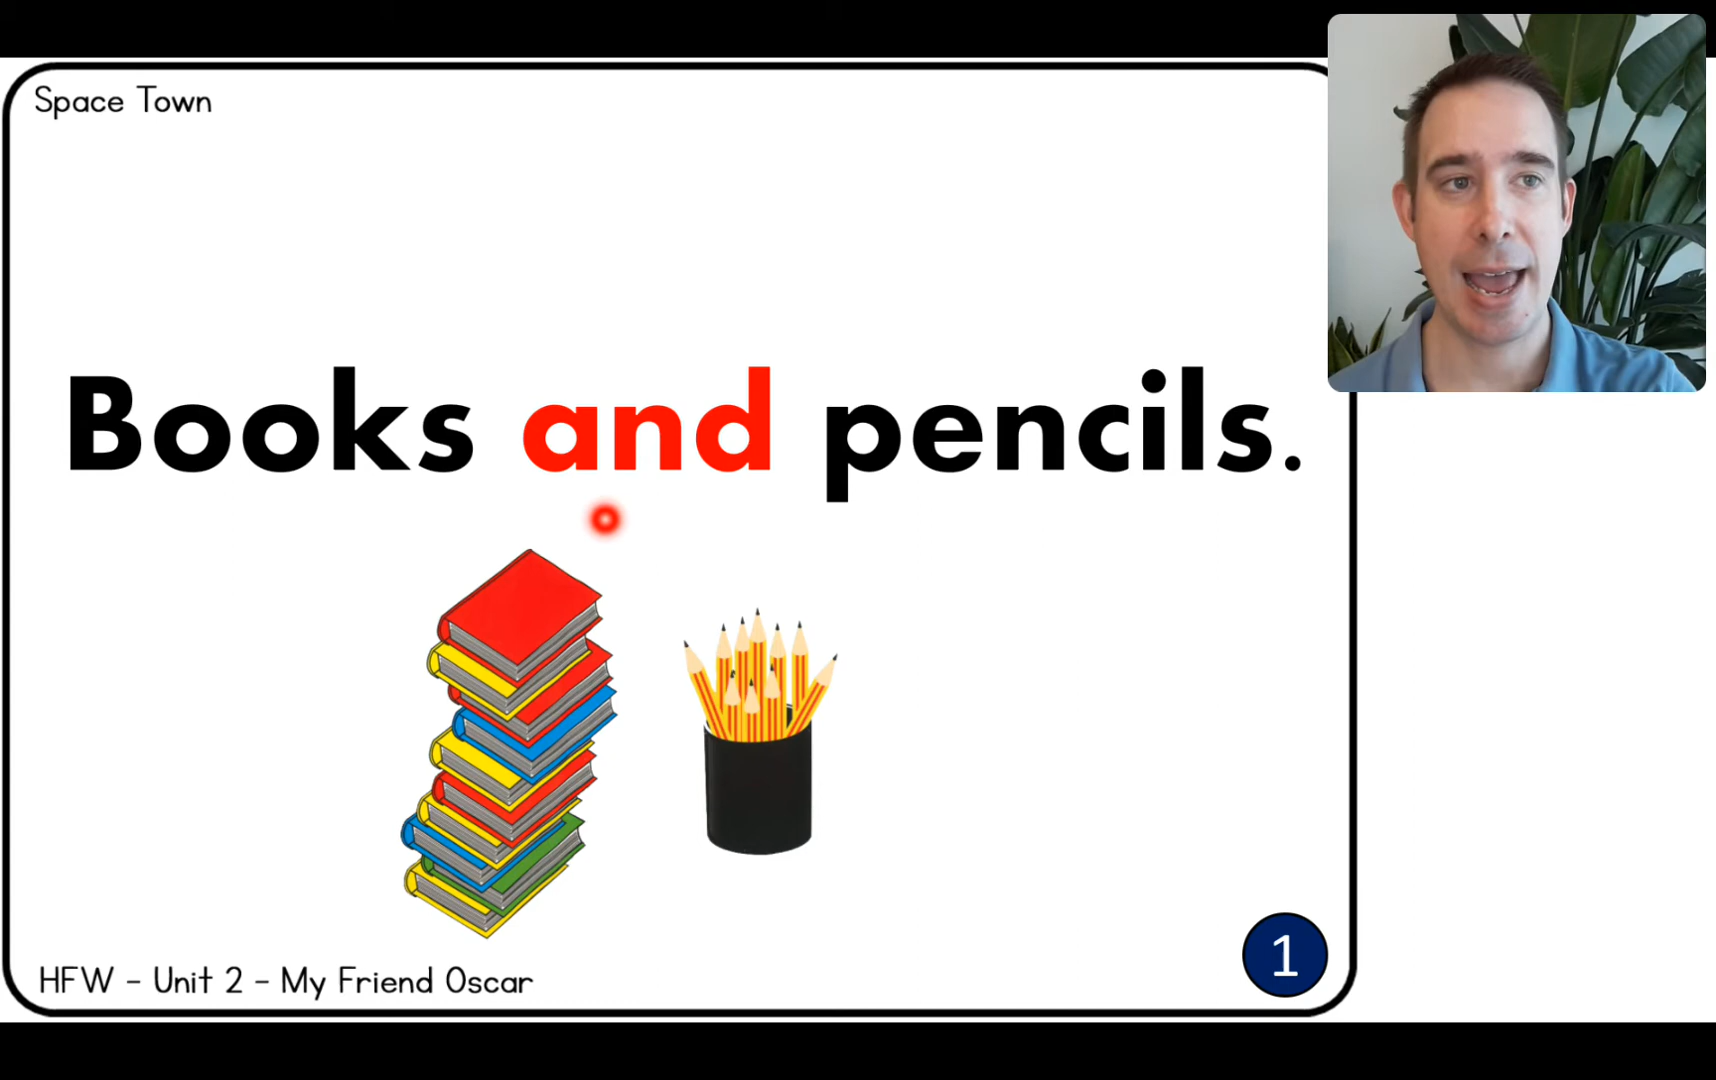 Space Town
Books and pencils.
HFW - Unit 2 - My Friend Oscar
1